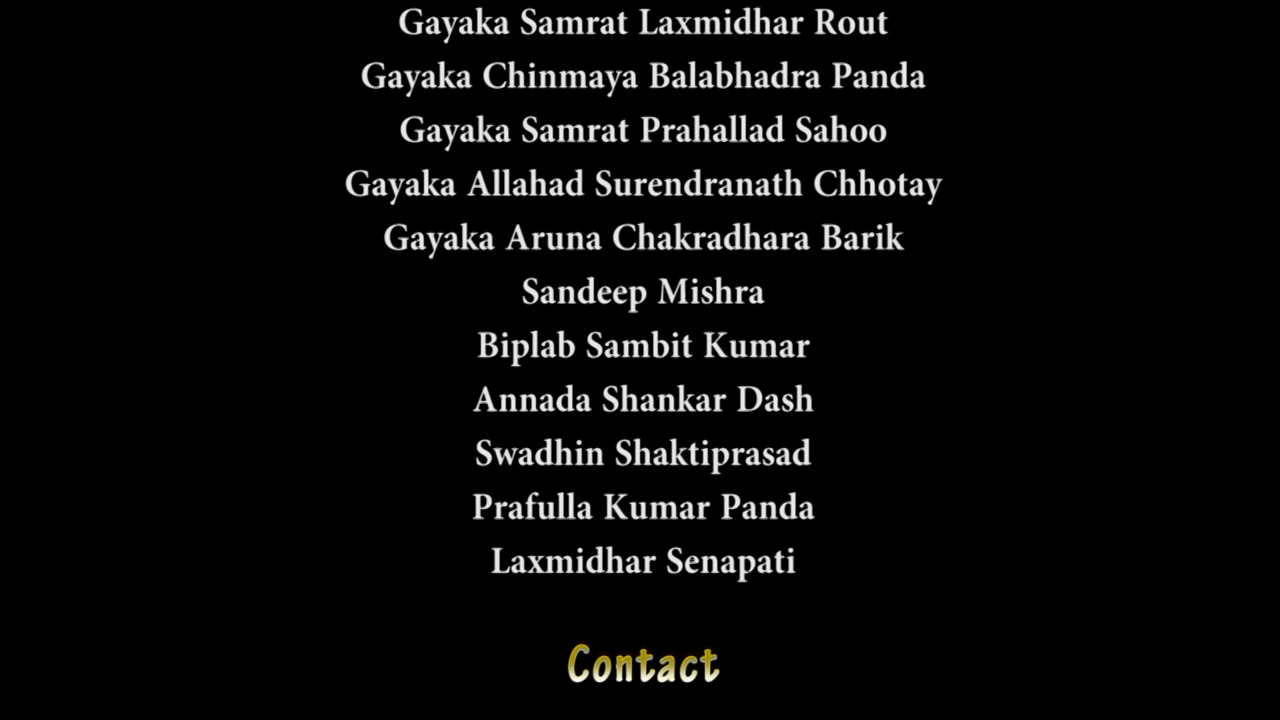 Gayaka Samrat Laxmidhar Rout
Gayaka Chinmaya Balabhadra Panda
Gayaka Samrat Prahallad Sahoo
Gayaka Allahad Surendranath Chhotay
Gayaka Aruna Chakradhara Barik
Sandeep Mishra
Biplab Sambit Kumar
Annada Shankar Dash
Swadhin Shaktiprasad
Prafulla Kumar Panda
Laxmidhar Senapati
Contact